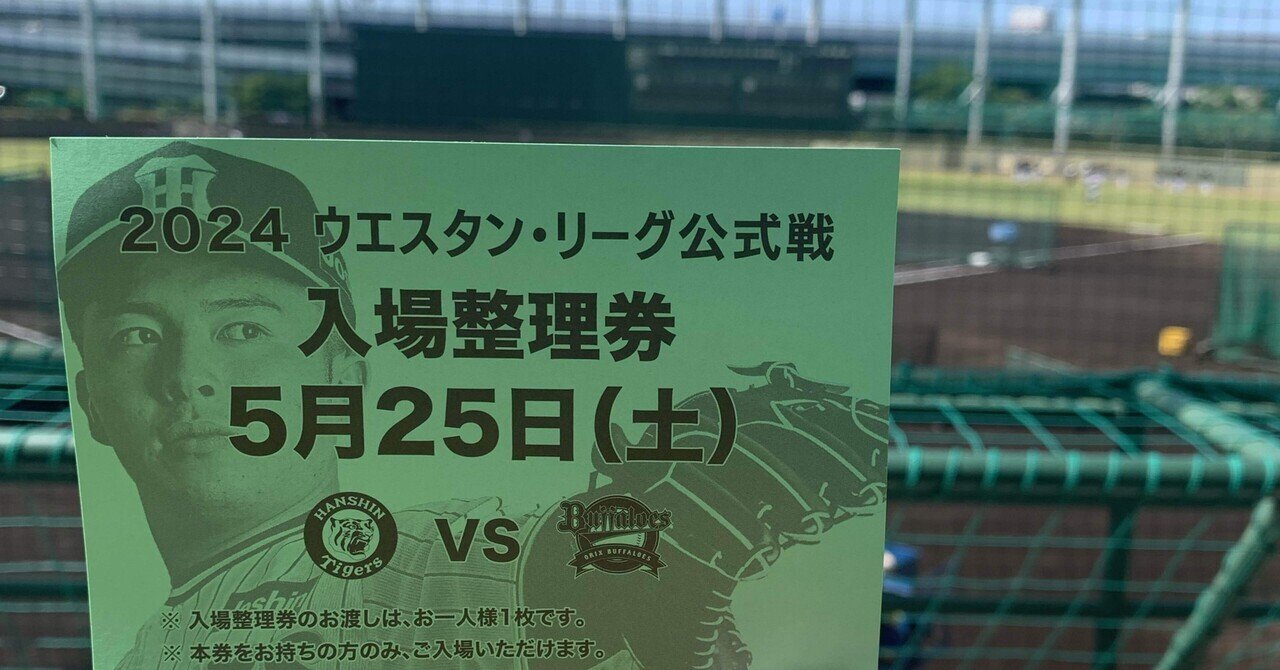 2024 ウエスタン・リーグ公式戦
入場整理券
5月25日(土)
HANSHIN Tigers VS Buffaloes ORIX BUFFALOES
※ 入場整理券のお渡しは、お一人様1枚です。
※ 本券をお持ちの方のみ、ご入場いただけます。